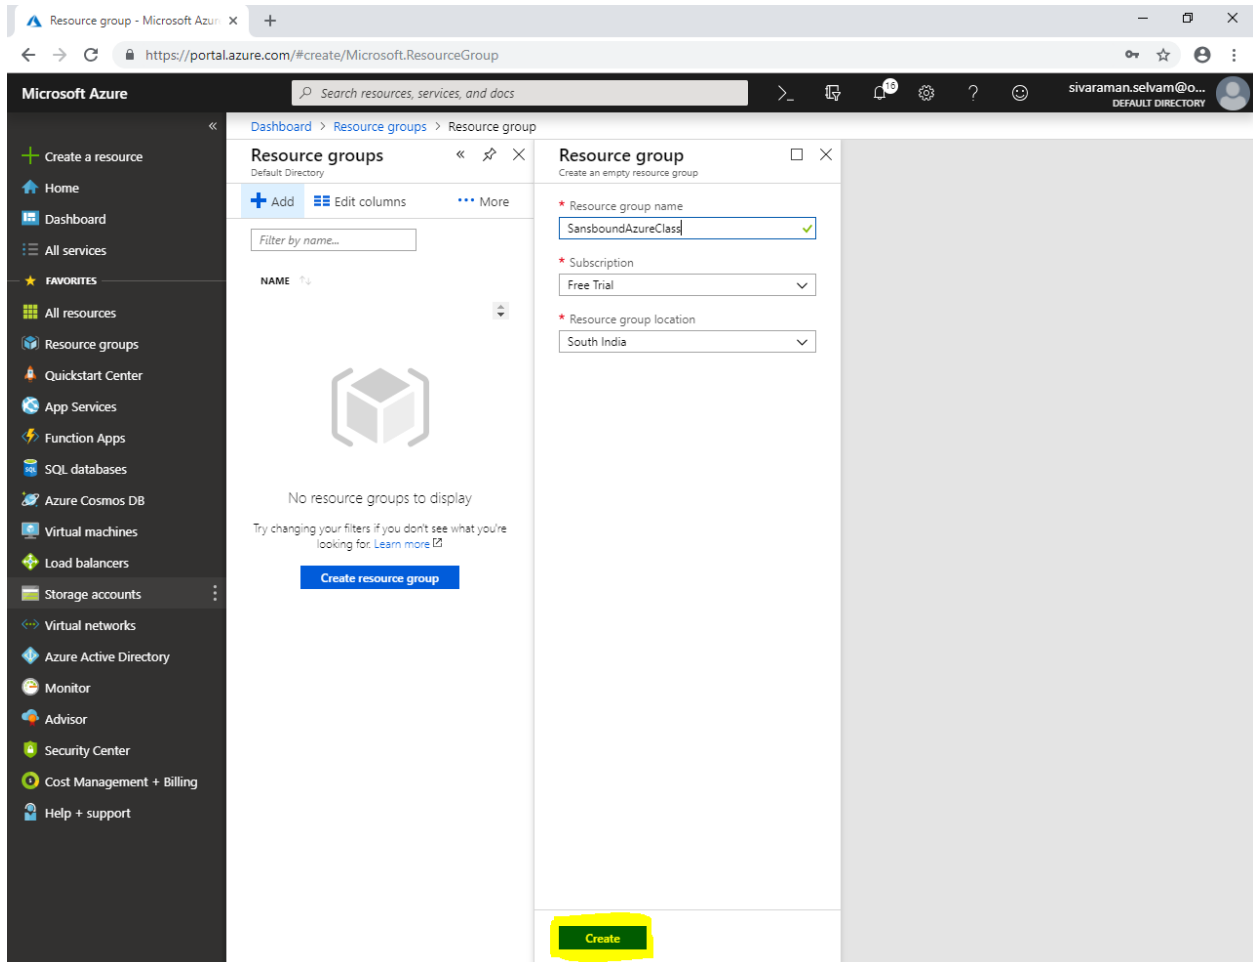 Resource group - Microsoft Azur
https://portal.azure.com/#create/Microsoft.ResourceGroup
Microsoft Azure
Search resources, services, and docs
16
sivaraman.selvam@o...
DEFAULT DIRECTORY
Dashboard > Resource groups > Resource group
Create a resource
Home
Dashboard
All services
FAVORITES
All resources
Resource groups
Quickstart Center
App Services
Function Apps
SQL databases
Azure Cosmos DB
Virtual machines
Load balancers
Storage accounts
Virtual networks
Azure Active Directory
Monitor
Advisor
Security Center
Cost Management + Billing
Help + support
Resource groups
Default Directory
Add
Edit columns
More
Filter by name...
NAME
No resource groups to display
Try changing your filters if you don't see what you're
looking for. Learn more
Create resource group
Resource group
Create an empty resource group
* Resource group name
SansboundAzureClass
* Subscription
Free Trial
* Resource group location
South India
Create